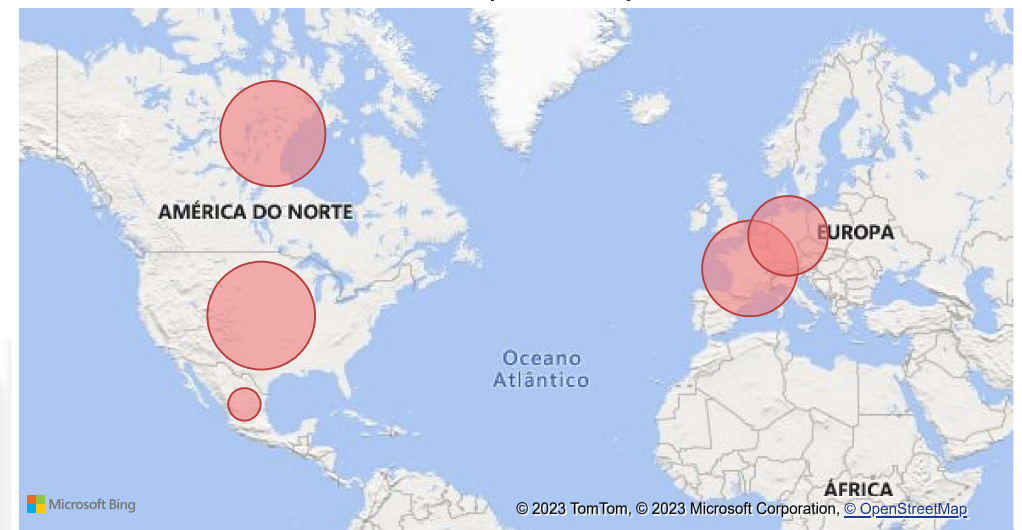 AMÉRICA DO NORTE
EUROPA
Oceano
Atlântico
ÁFRICA
Microsoft Bing
© 2023 TomTom, © 2023 Microsoft Corporation, © OpenStreetMap